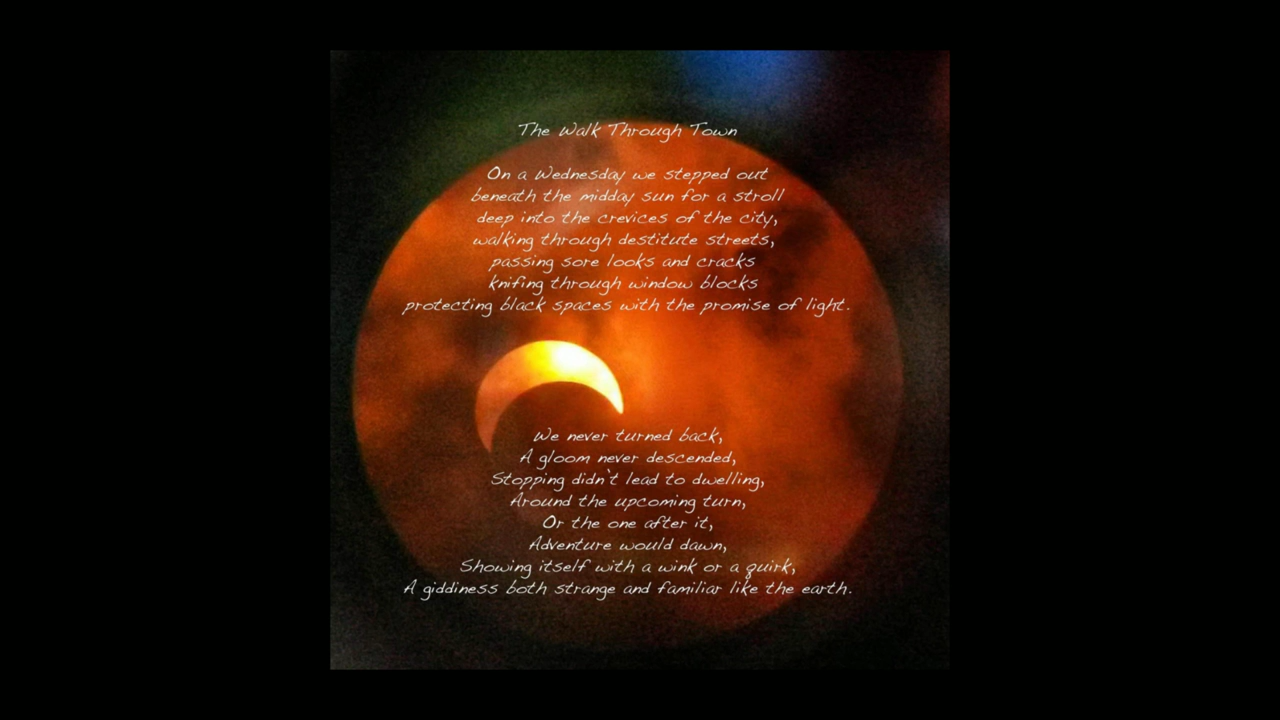 The Walk Through Town
On a Wednesday we stepped out
beneath the midday sun for a stroll
deep into the crevices of the city,
walking through destitute streets,
passing sore looks and cracks
knifing through window blocks
protecting black spaces with the promise of light.
We never turned back,
A gloom never descended,
Stopping didn't lead to dwelling,
Around the upcoming turn,
Or the one after it,
Adventure would dawn,
Showing itself with a wink or a quirk,
A giddiness both strange and familiar like the earth.